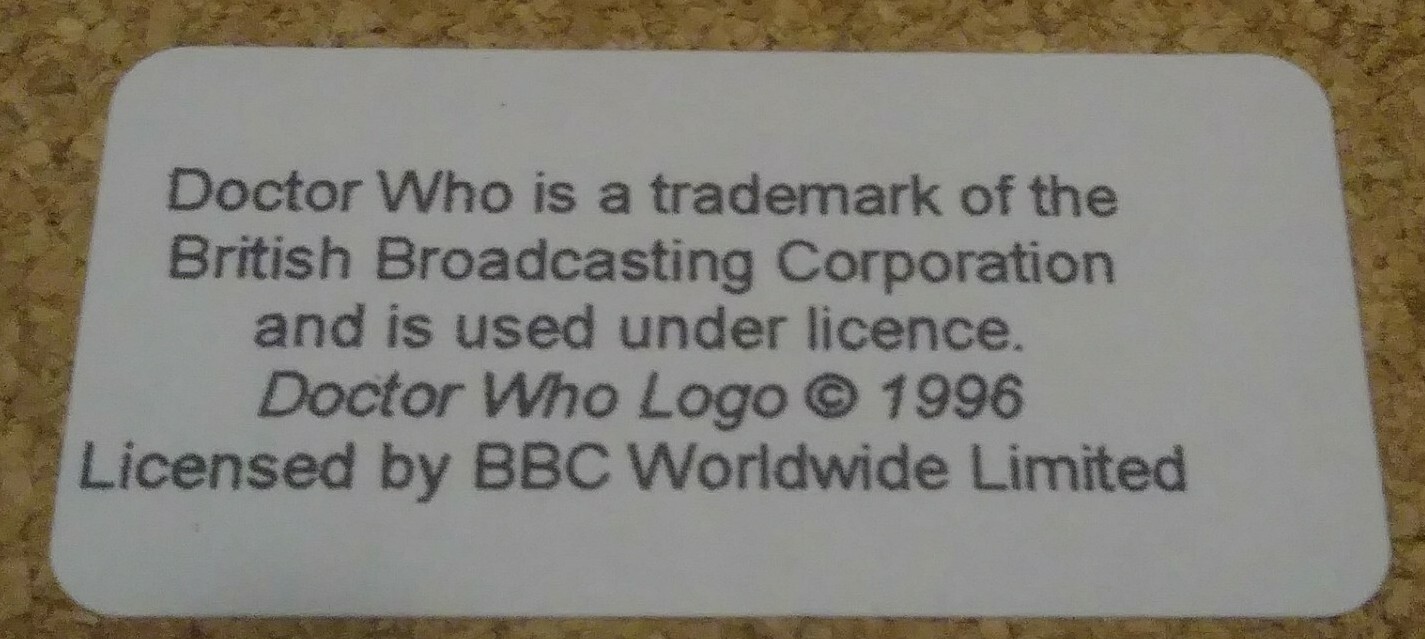 Doctor Who is a trademark of the
British Broadcasting Corporation
and is used under licence.
Doctor Who Logo © 1996
Licensed by BBC Worldwide Limited